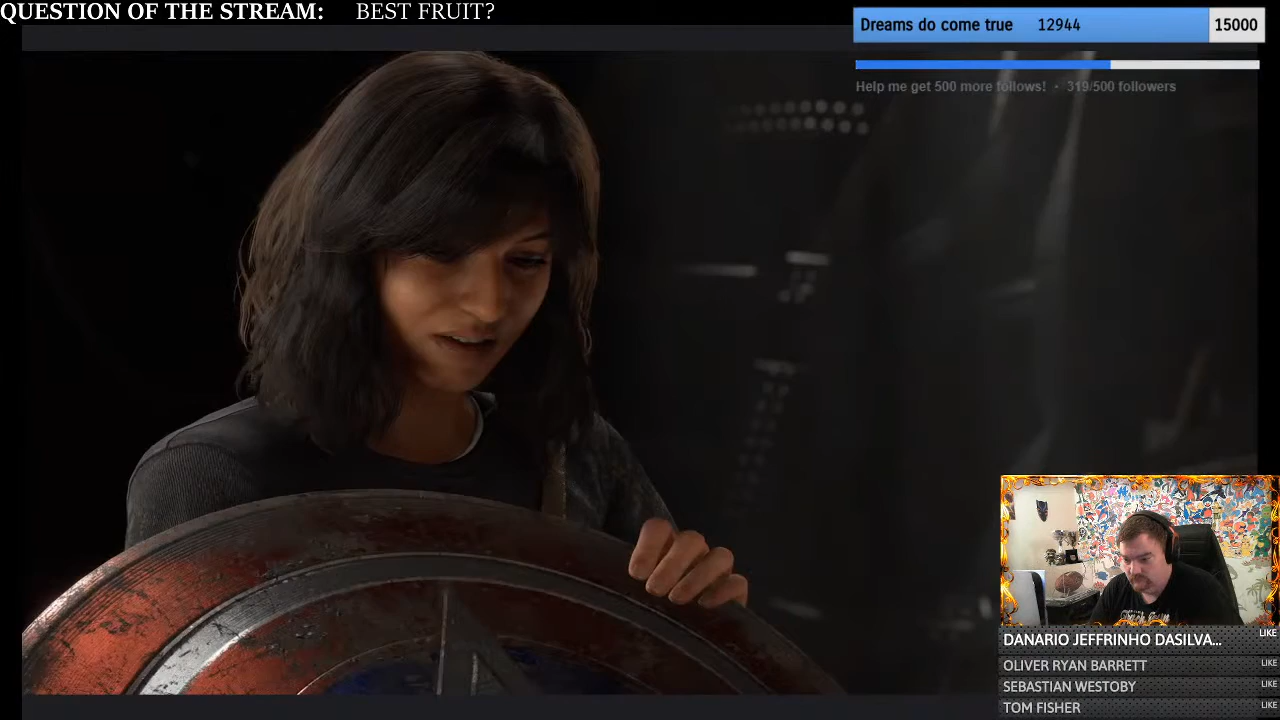 QUESTION OF THE STREAM: BEST FRUIT?
Dreams do come true 12944 15000
Help me get 500 more follows! · 319/500 followers
DANARIO JEFFRINHO DASILVA... LIKE
OLIVER RYAN BARRETT LIKE
SEBASTIAN WESTOBY LIKE
TOM FISHER LIKE